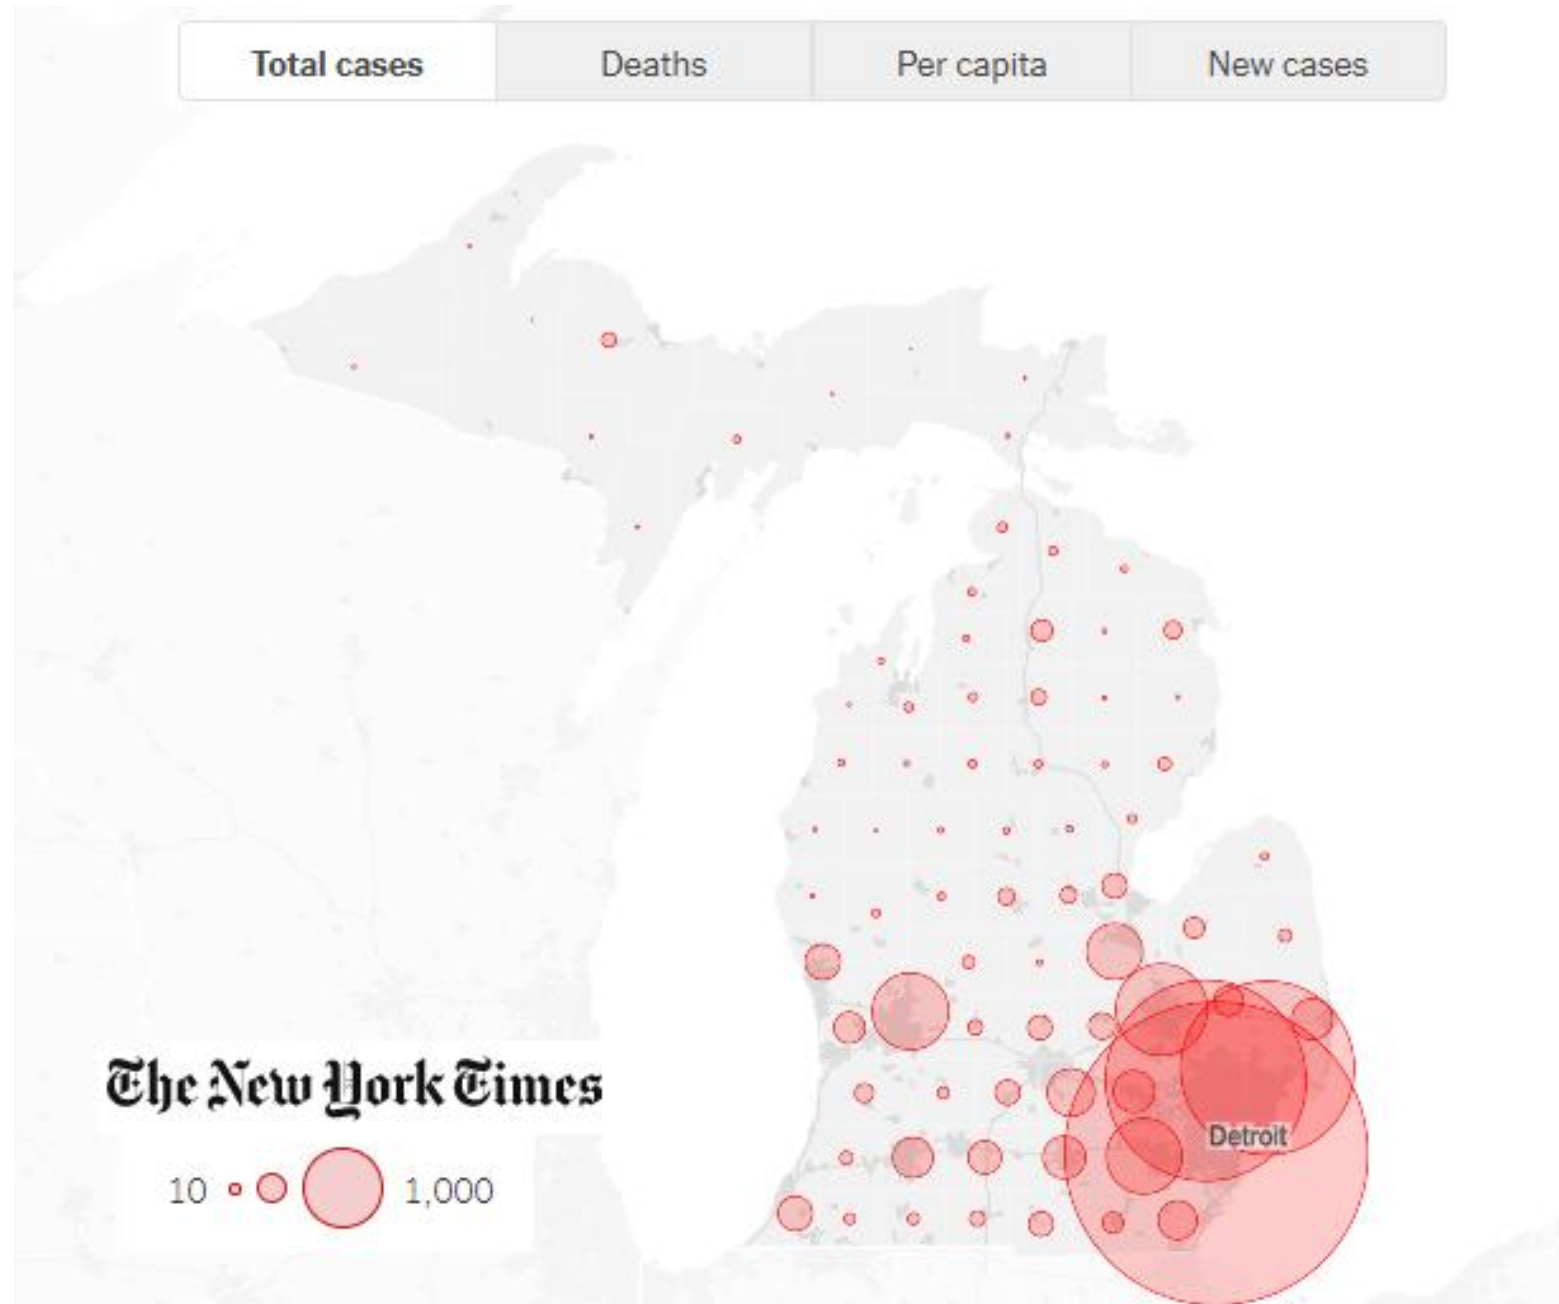 Total cases Deaths Per capita New cases
The New York Times
10 1,000
Detroit